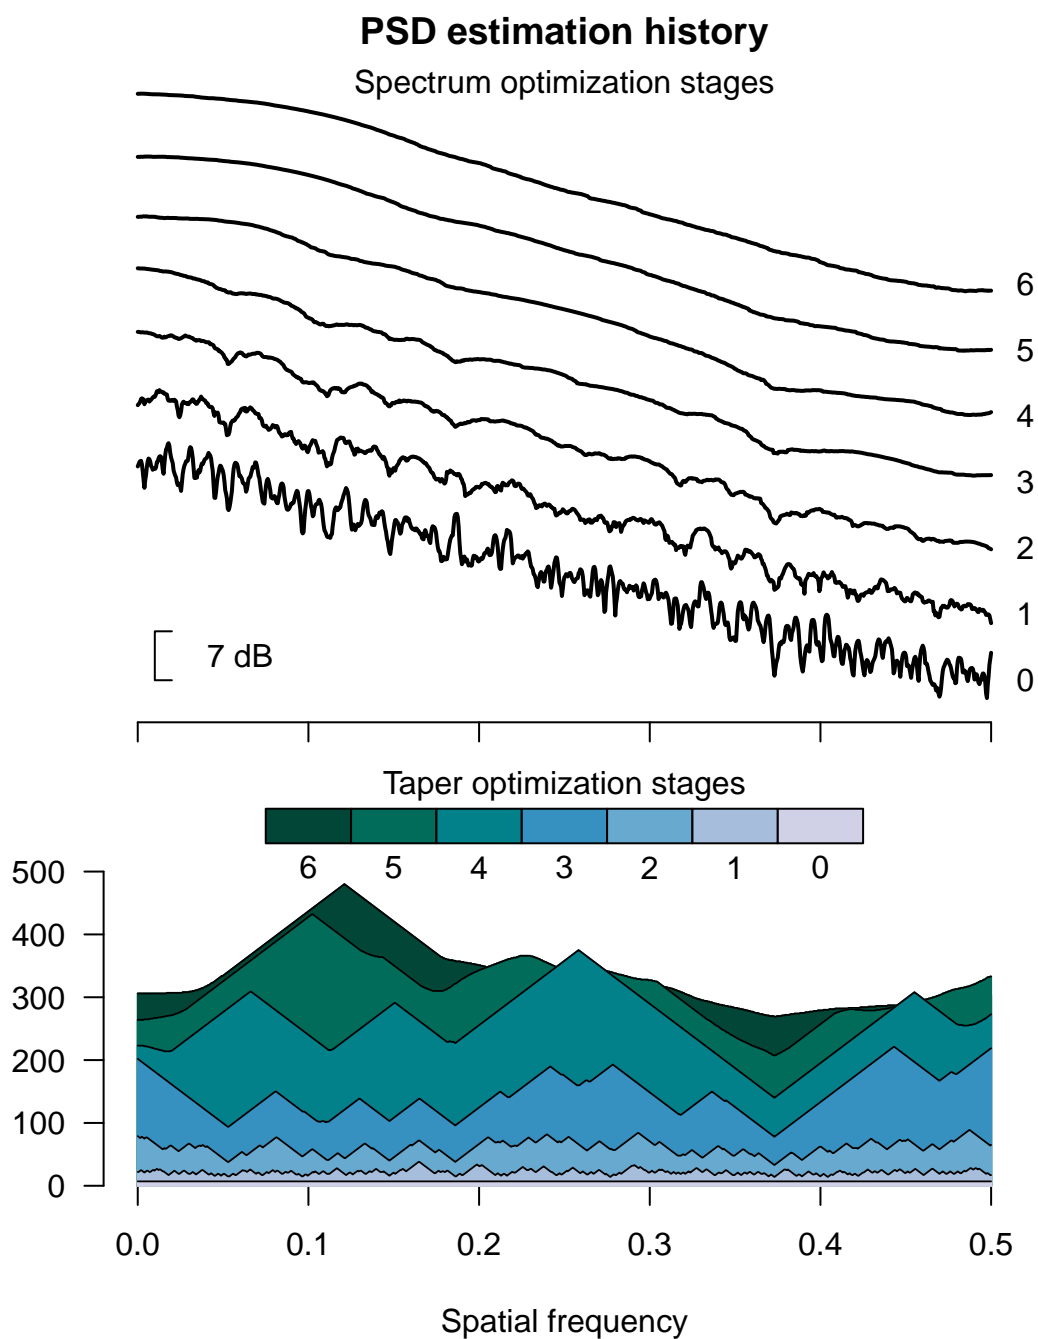 PSD estimation history
Spectrum optimization stages
6
5
4
3
2
1
0
7 dB
Taper optimization stages
6 5 4 3 2 1 0
500
400
300
200
100
0
0.0 0.1 0.2 0.3 0.4 0.5
Spatial frequency